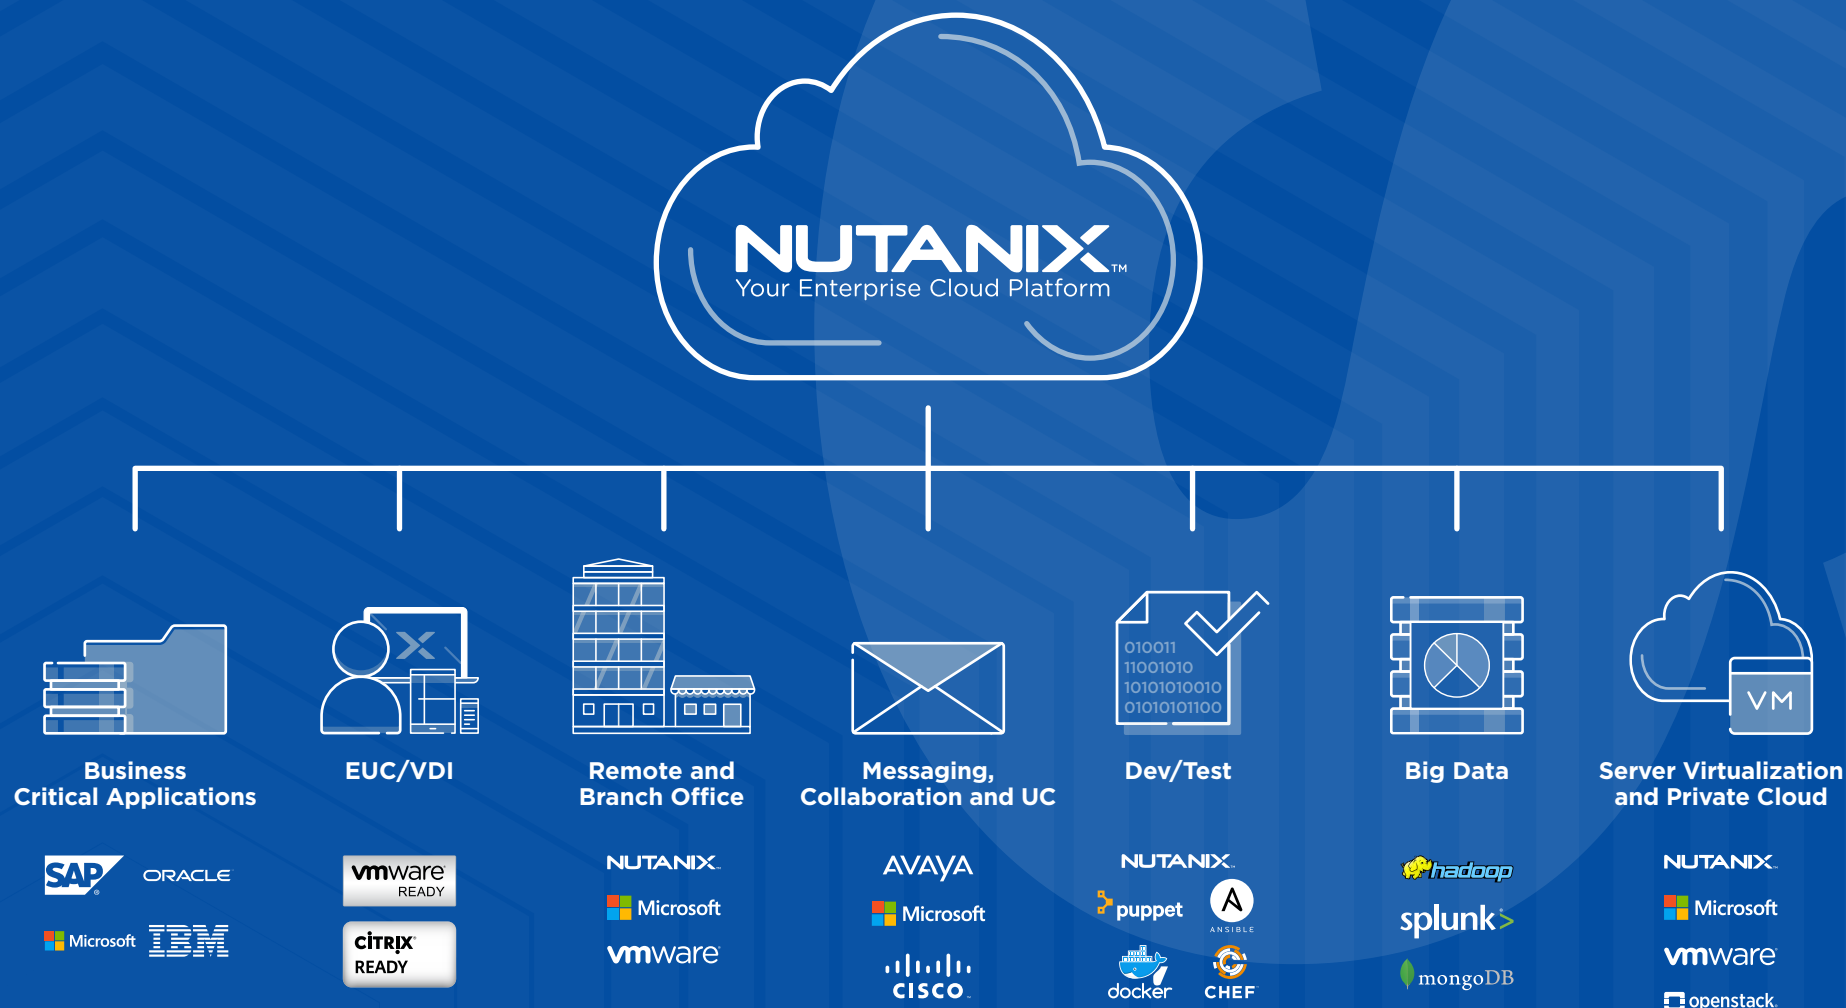 NUTANIX™
Your Enterprise Cloud Platform
010011
11001010
10101010010
01010101100
VM
Business
Critical Applications
EUC/VDI
Remote and
Branch Office
Messaging,
Collaboration and UC
Dev/Test
Big Data
Server Virtualization
and Private Cloud
SAP®
ORACLE
Microsoft
IBM
vmware
READY
CITRIX
READY
NUTANIX
Microsoft
vmware
AVAYA
Microsoft
CISCO
NUTANIX
puppet
A
ANSIBLE
docker
CHEF
hadoop
splunk>
mongoDB
NUTANIX
Microsoft
vmware
openstack